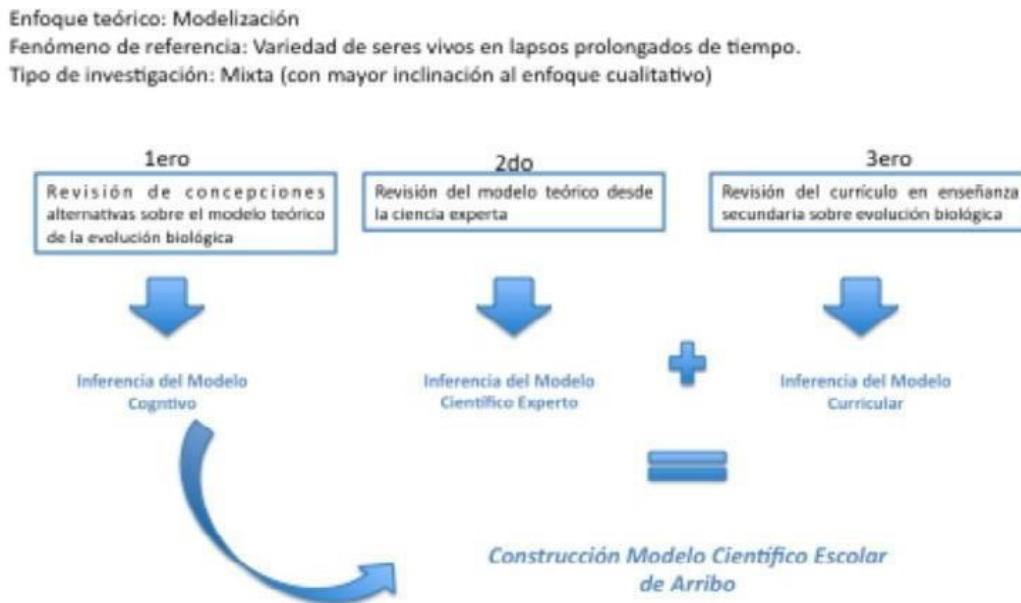 Enfoque teórico: Modelización
Fenómeno de referencia: Variedad de seres vivos en lapsos prolongados de tiempo.
Tipo de investigación: Mixta (con mayor inclinación al enfoque cualitativo)
1ero
Revisión de concepciones
alternativas sobre el modelo teórico
de la evolución biológica
2do
Revisión del modelo teórico desde
la ciencia experta
3ero
Revisión del currículo en enseñanza
secundaria sobre evolución biológica
Inferencia del Modelo
Cogntivo
Inferencia del Modelo
Científico Experto
Inferencia del Modelo
Curricular
Construcción Modelo Científico Escolar
de Arribo